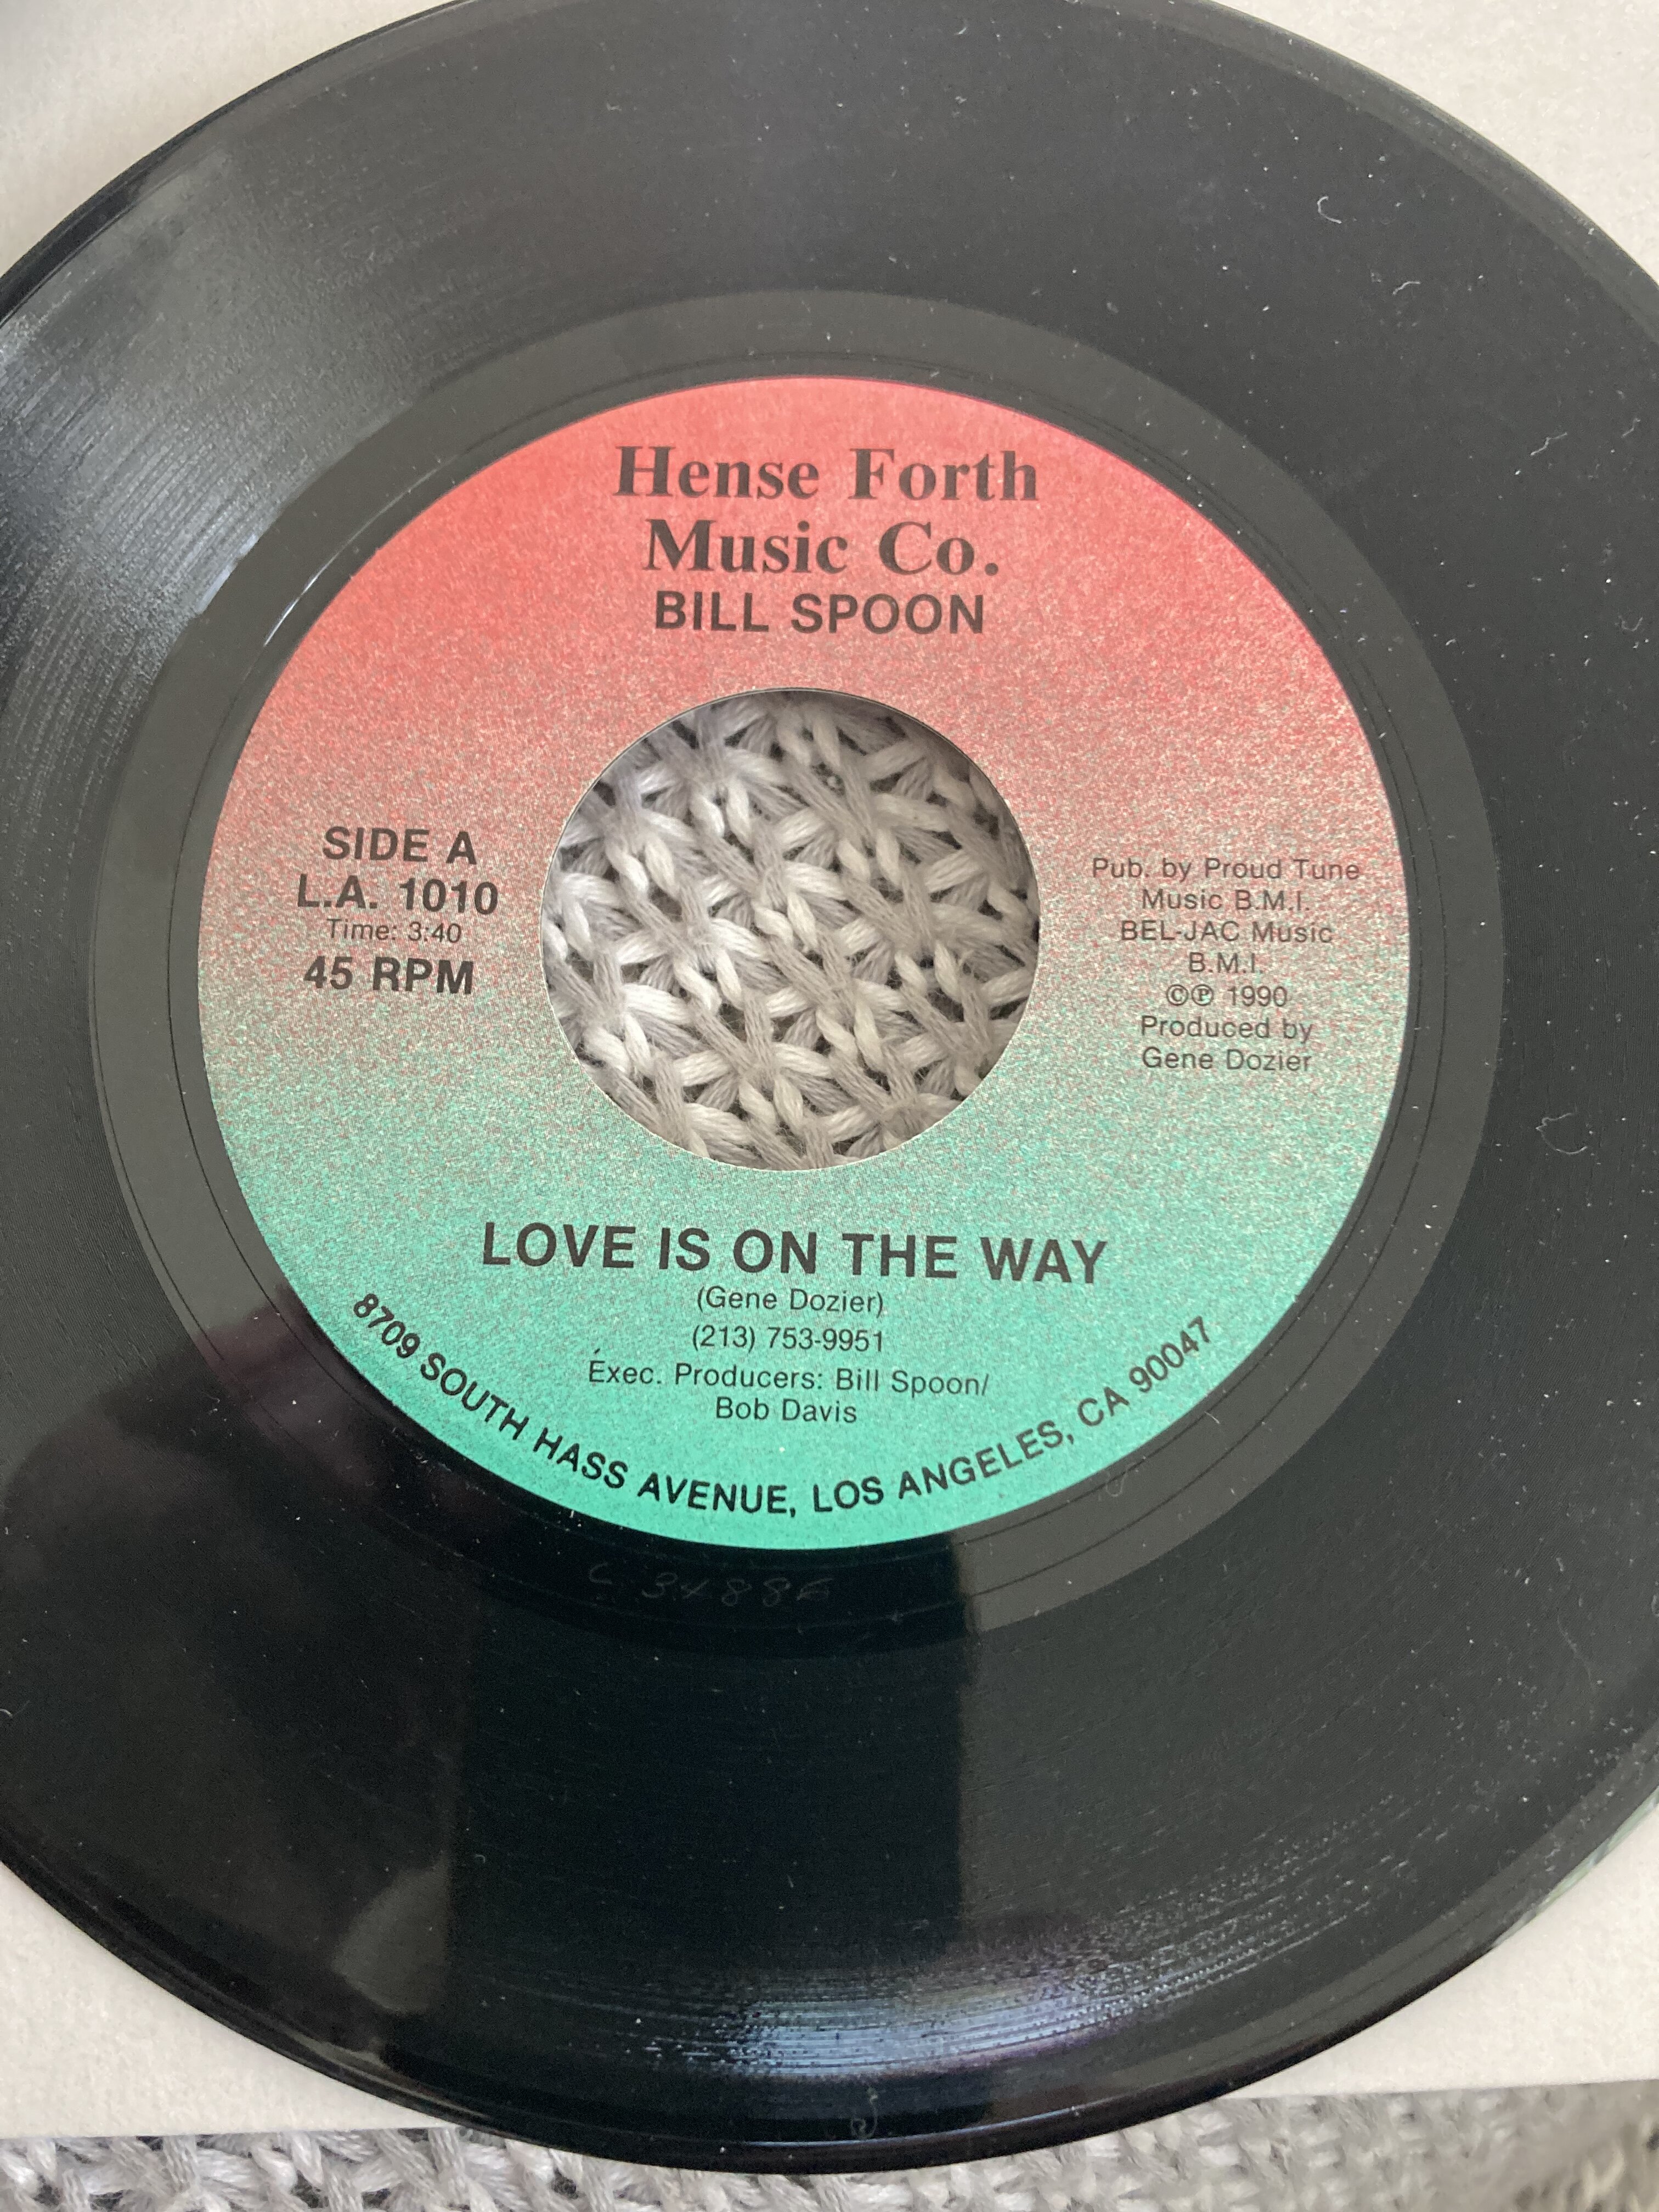 Hense Forth
Music Co.
BILL SPOON
SIDE A
L.A. 1010
Time: 3:40
45 RPM
Pub. by Proud Tune
Music B.M.I.
BEL-JAC Music
B.M.I.
©℗ 1990
Produced by
Gene Dozier
LOVE IS ON THE WAY
(Gene Dozier)
(213) 753-9951
Exec. Producers: Bill Spoon/
Bob Davis
8709 SOUTH HASS AVENUE, LOS ANGELES, CA 90047